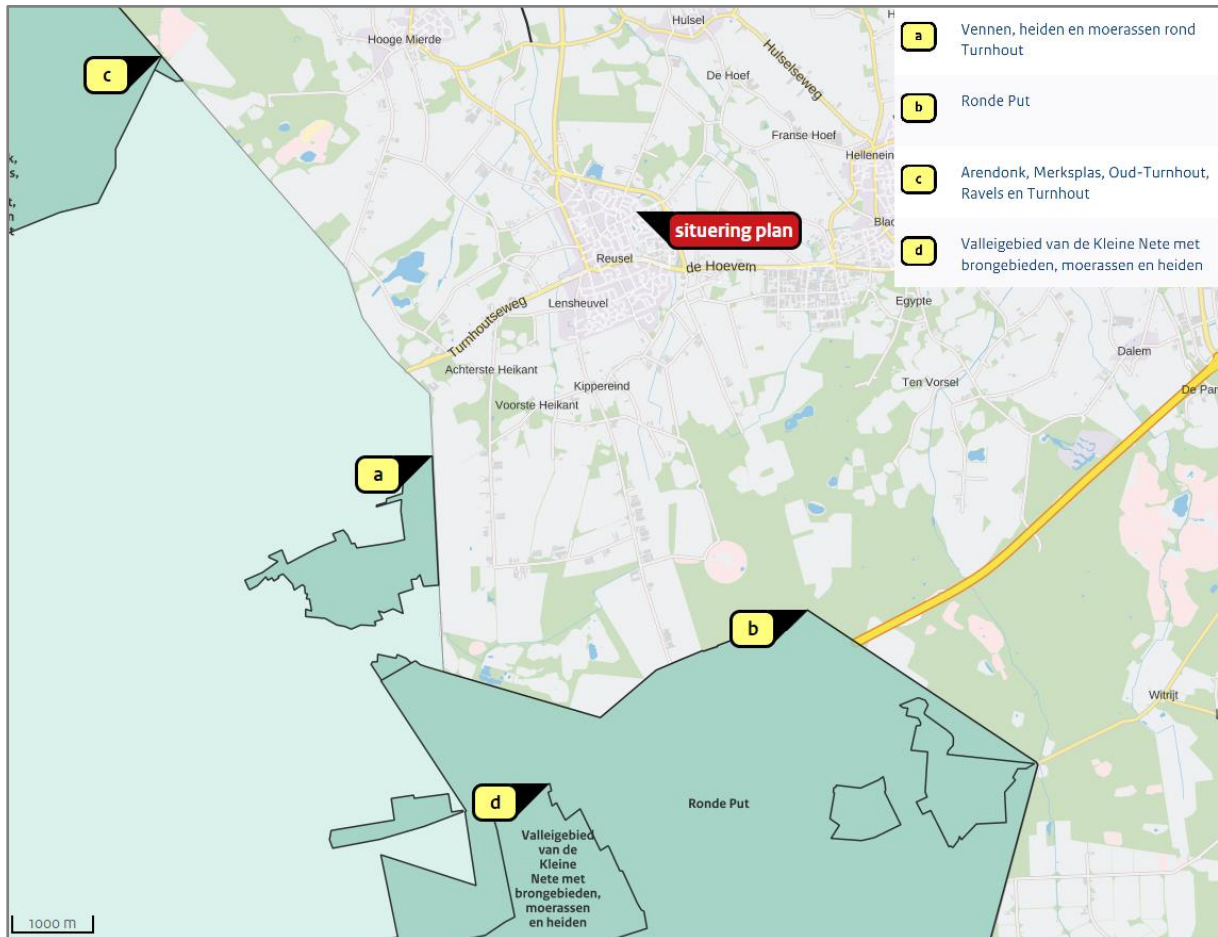 Hulsel
Hooge Mierde
a
Vennen, heiden en moerassen rond
Turnhout
c
De Hoef
Hulselseweg
b
Ronde Put
Franse Hoef
k,
s,
t,
n
t
c
Arendonk, Merksplas, Oud-Turnhout,
Ravels en Turnhout
situering plan
d
Valleigebied van de Kleine Nete met
brongebieden, moerassen en heiden
Reusel
de Hoeven
Lensheuvel
Egypte
Turnhoutseweg
Dalem
Achterste Heikant
Kippereind
Ten Vorsel
De Pan
Voorste Heikant
a
b
Witrijt
d
Ronde Put
Valleigebied
van de
Kleine
Nete met
brongebieden,
moerassen
en heiden
1000 m